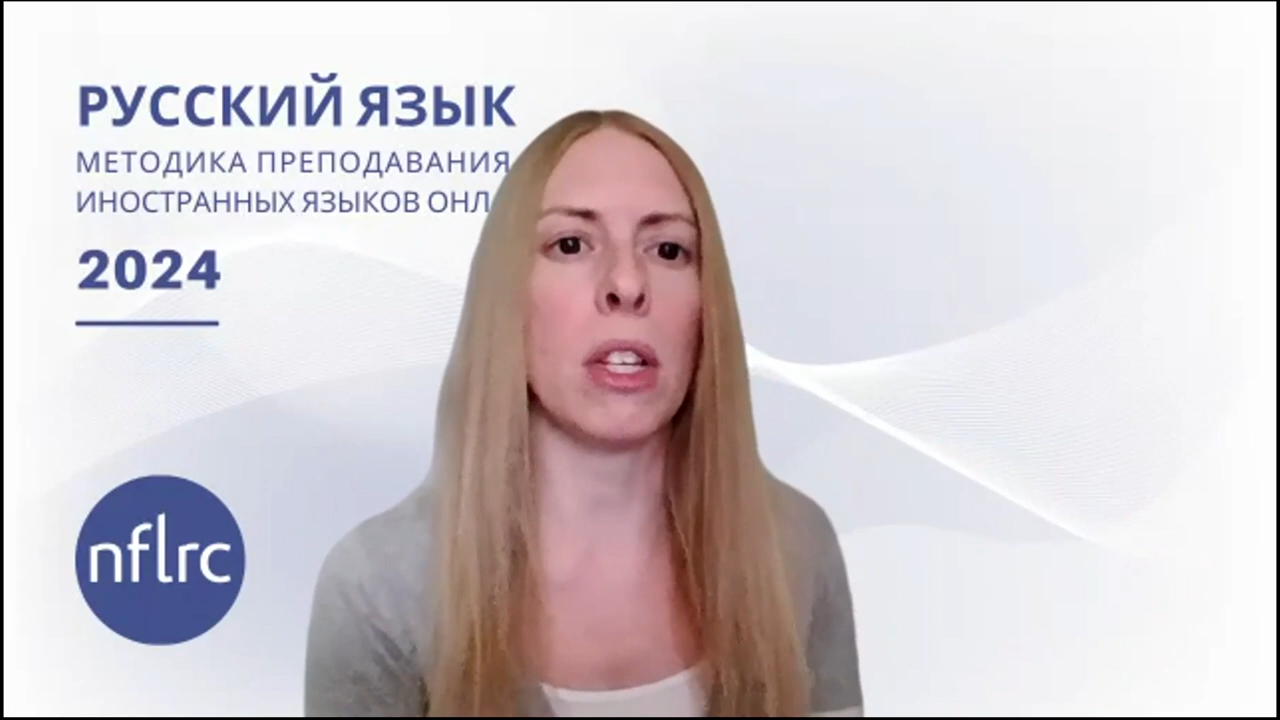 РУССКИЙ ЯЗЫК
МЕТОДИКА ПРЕПОДАВАНИЯ
ИНОСТРАННЫХ ЯЗЫКОВ ОНЛ
2024
nflrc